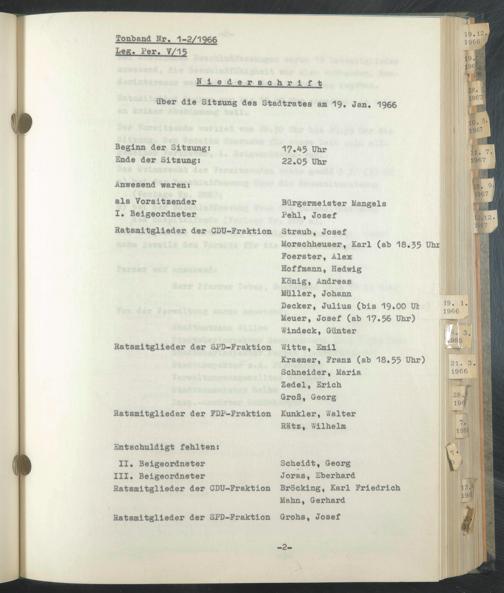 Tonband Nr. 1-2/1966
Leg. Per. V/15
N i e d e r s c h r i f t
über die Sitzung des Stadtrates am 19. Jan. 1966
Beginn der Sitzung: 17.45 Uhr
Ende der Sitzung: 22.05 Uhr
Anwesend waren:
als Vorsitzender Bürgermeister Mangels
I. Beigeordneter Pehl, Josef
Ratsmitglieder der CDU-Fraktion Straub, Josef
Morschheuser, Karl (ab 18.35 Uhr
Foerster, Alex
Hoffmann, Hedwig
König, Andreas
Müller, Johann
Decker, Julius (bis 19.00 Uh
Meuer, Josef (ab 17.56 Uhr)
Windeck, Günter
Ratsmitglieder der SPD-Fraktion Witte, Emil
Kraemer, Franz (ab 18.55 Uhr)
Schneider, Maria
Zedel, Erich
Groß, Georg
Ratsmitglieder der FDP-Fraktion Kunkler, Walter
Rätz, Wilhelm
Entschuldigt fehlten:
II. Beigeordneter Scheidt, Georg
III. Beigeordneter Joras, Eberhard
Ratsmitglieder der CDU-Fraktion Bröcking, Karl Friedrich
Mahn, Gerhard
Ratsmitglieder der SPD-Fraktion Grohs, Josef
-2-
19.12.
1966
19. 1.
1966
21. 3.
1966